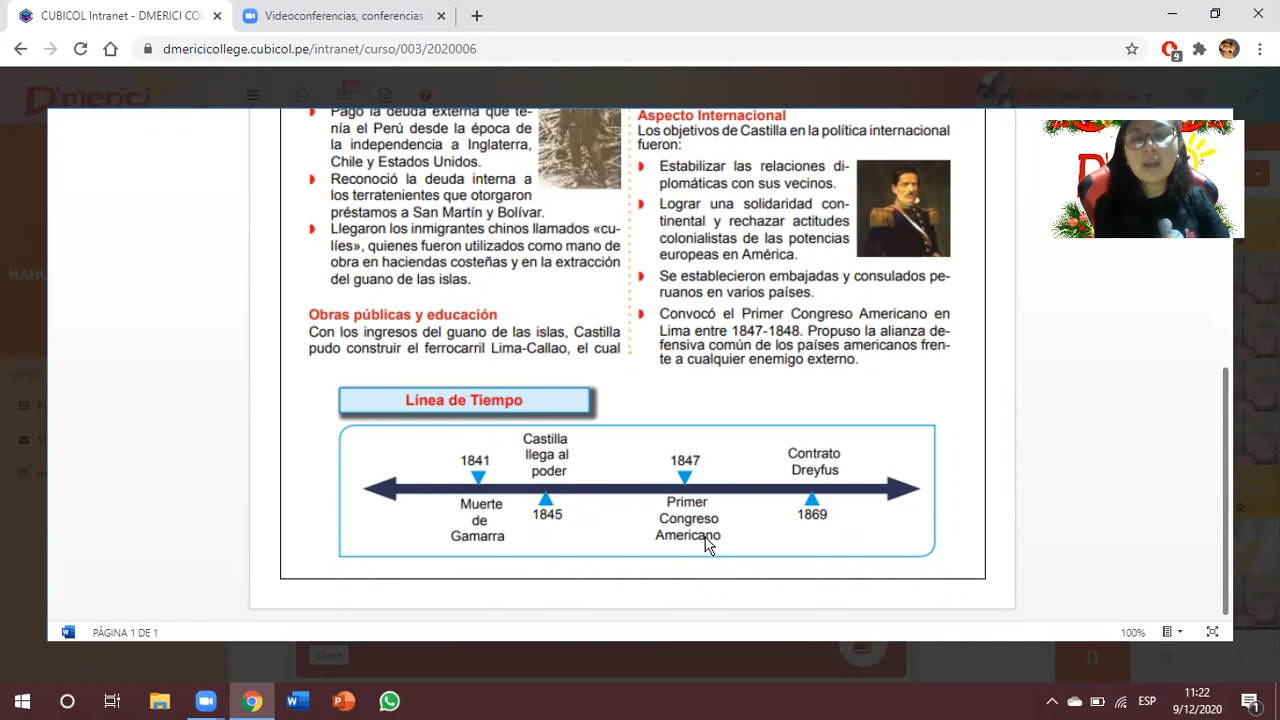 CUBICOL Intranet - DMERICI COL
Videoconferencias, conferencias
dmericicollege.cubicol.pe/intranet/curso/003/2020006
9
D'merici
12
Pagó la deuda externa que te-
nía el Perú desde la época de
la independencia a Inglaterra,
Chile y Estados Unidos.
Reconoció la deuda interna a
los terratenientes que otorgaron
préstamos a San Martín y Bolívar.
Llegaron los inmigrantes chinos llamados «cu-
líes», quienes fueron utilizados como mano de
obra en haciendas costeñas y en la extracción
del guano de las islas.
Obras públicas y educación
Con los ingresos del guano de las islas, Castilla
pudo construir el ferrocarril Lima-Callao, el cual
Aspecto Internacional
Los objetivos de Castilla en la política internacional
fueron:
Estabilizar las relaciones di-
plomáticas con sus vecinos.
Lograr una solidaridad con-
tinental y rechazar actitudes
colonialistas de las potencias
europeas en América.
Se establecieron embajadas y consulados pe-
ruanos en varios países.
Convocó el Primer Congreso Americano en
Lima entre 1847-1848. Propuso la alianza de-
fensiva común de los países americanos fren-
te a cualquier enemigo externo.
Línea de Tiempo
1841
Muerte
de
Gamarra
Castilla
llega al
poder
1845
1847
Primer
Congreso
Americano
Contrato
Dreyfus
1869
PÁGINA 1 DE 1
100%
Clase
ESP
11:22
9/12/2020
1